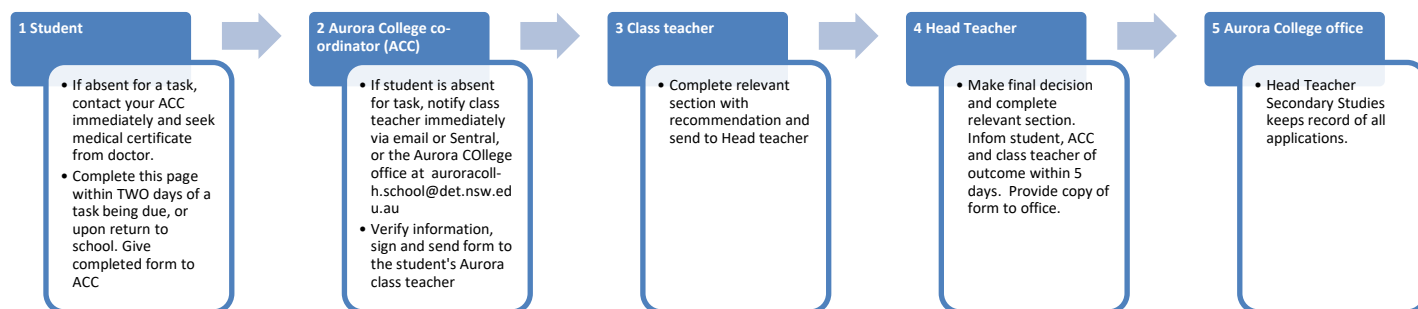 1 Student
• If absent for a task,
contact your ACC
immediately and seek
medical certificate
from doctor.
• Complete this page
within TWO days of a
task being due, or
upon return to
school. Give
completed form to
ACC
2 Aurora College co-
ordinator (ACC)
• If student is absent
for task, notify class
teacher immediately
via email or Sentral,
or the Aurora COllege
office at auroracoll-
h.school@det.nsw.ed
u.au
• Verify information,
sign and send form to
the student's Aurora
class teacher
3 Class teacher
• Complete relevant
section with
recommendation and
send to Head teacher
4 Head Teacher
• Make final decision
and complete
relevant section.
Infom student, ACC
and class teacher of
outcome within 5
days. Provide copy of
form to office.
5 Aurora College office
• Head Teacher
Secondary Studies
keeps record of all
applications.